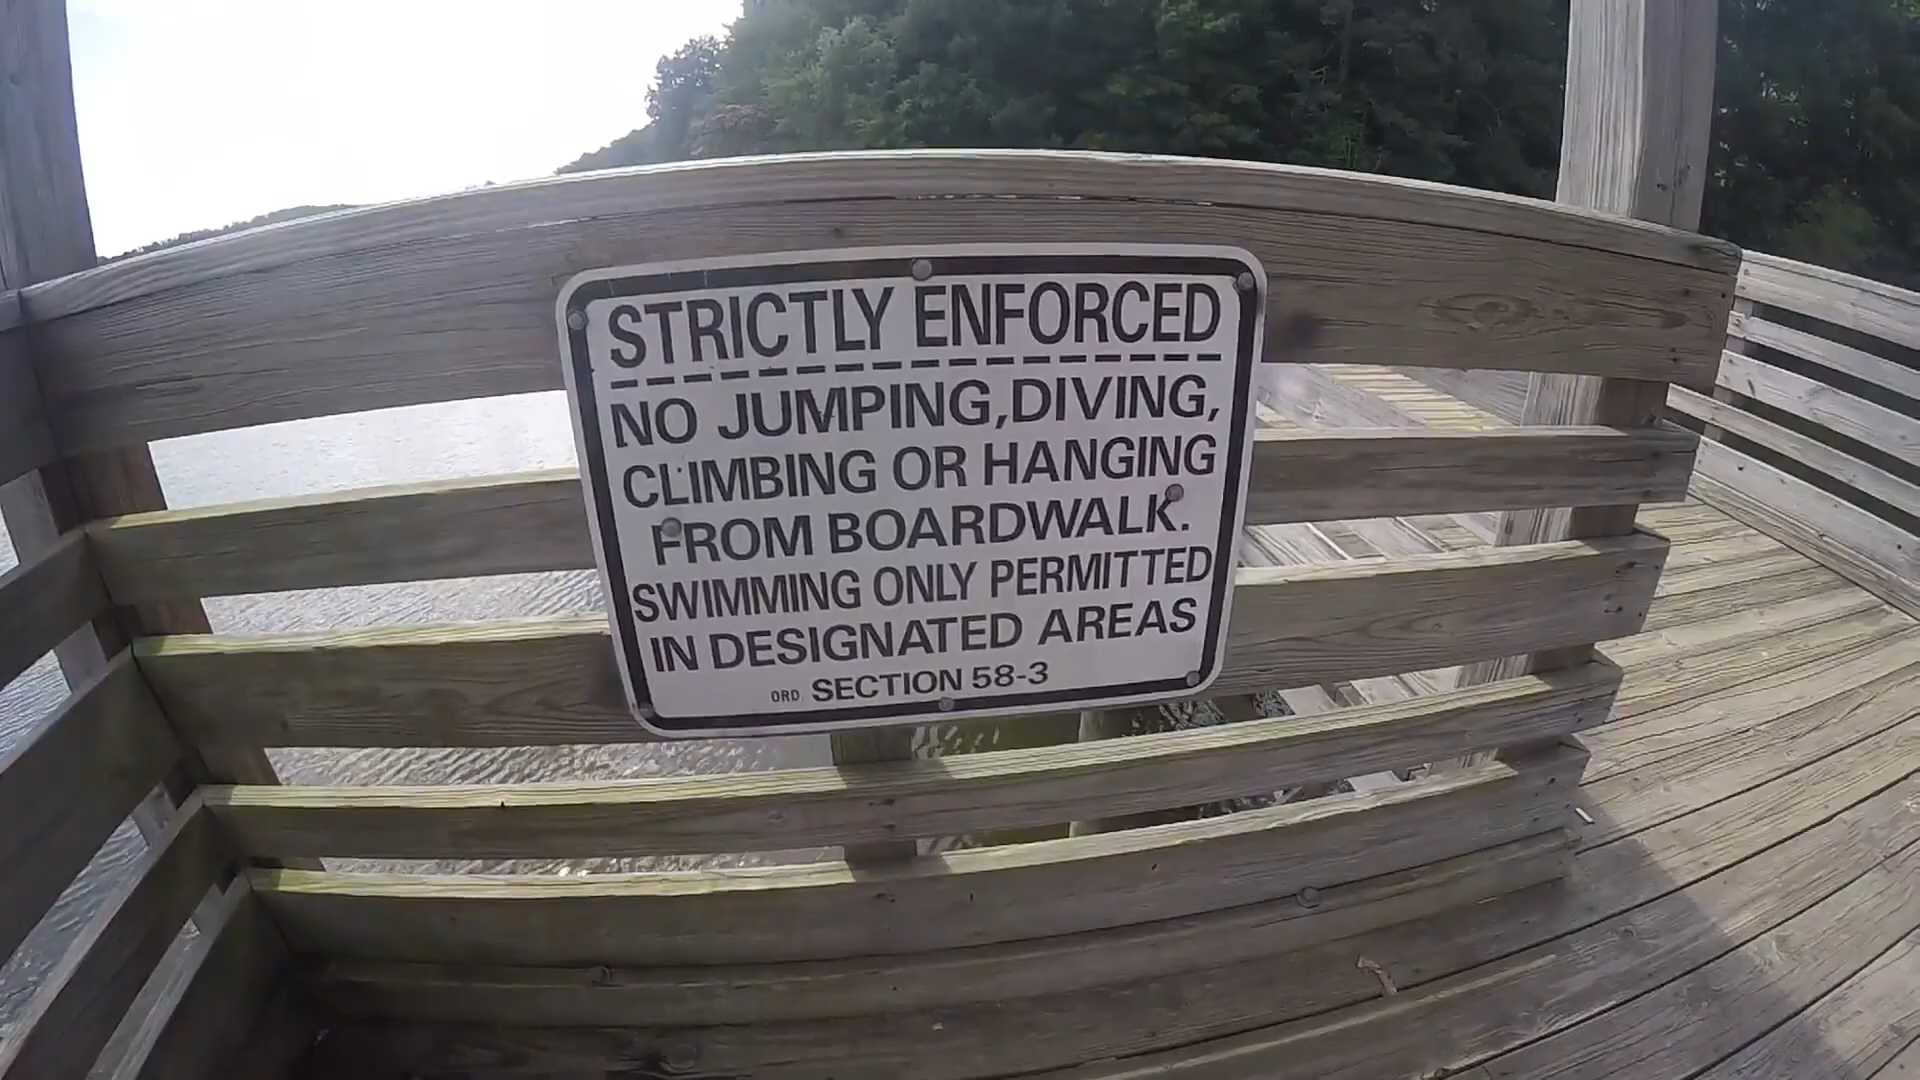 STRICTLY ENFORCED
NO JUMPING, DIVING,
CLIMBING OR HANGING
FROM BOARDWALK.
SWIMMING ONLY PERMITTED
IN DESIGNATED AREAS
ORD. SECTION 58-3